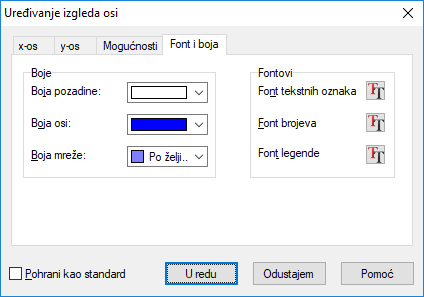 Uređivanje izgleda osi
x-os y-os Mogućnosti Font i boja
Boje
Boja pozadine:
Boja osi:
Boja mreže: Po želji..
Fontovi
Font tekstnih oznaka
Font brojeva
Font legende
Pohrani kao standard U redu Odustajem Pomoć